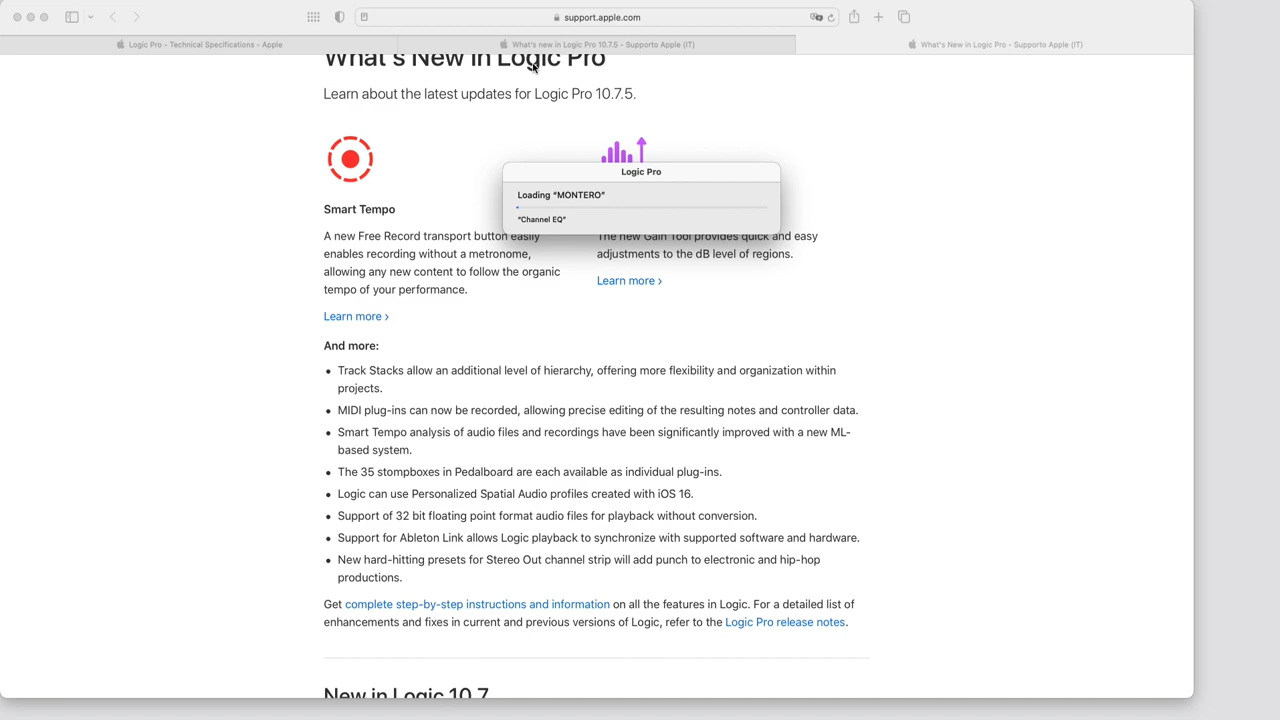 support.apple.com
Logic Pro - Technical Specifications - Apple
What's new in Logic Pro 10.7.5 - Supporto Apple (IT)
What's New in Logic Pro - Supporto Apple (IT)
What's New in Logic Pro
Learn about the latest updates for Logic Pro 10.7.5.
Logic Pro
Loading “MONTERO”
“Channel EQ”
Smart Tempo
A new Free Record transport button easily
enables recording without a metronome,
allowing any new content to follow the organic
tempo of your performance.
Learn more ›
The new Gain Tool provides quick and easy
adjustments to the dB level of regions.
Learn more ›
And more:
• Track Stacks allow an additional level of hierarchy, offering more flexibility and organization within
projects.
• MIDI plug-ins can now be recorded, allowing precise editing of the resulting notes and controller data.
• Smart Tempo analysis of audio files and recordings have been significantly improved with a new ML-
based system.
• The 35 stompboxes in Pedalboard are each available as individual plug-ins.
• Logic can use Personalized Spatial Audio profiles created with iOS 16.
• Support of 32 bit floating point format audio files for playback without conversion.
• Support for Ableton Link allows Logic playback to synchronize with supported software and hardware.
• New hard-hitting presets for Stereo Out channel strip will add punch to electronic and hip-hop
productions.
Get complete step-by-step instructions and information on all the features in Logic. For a detailed list of
enhancements and fixes in current and previous versions of Logic, refer to the Logic Pro release notes.
New in Logic 10.7